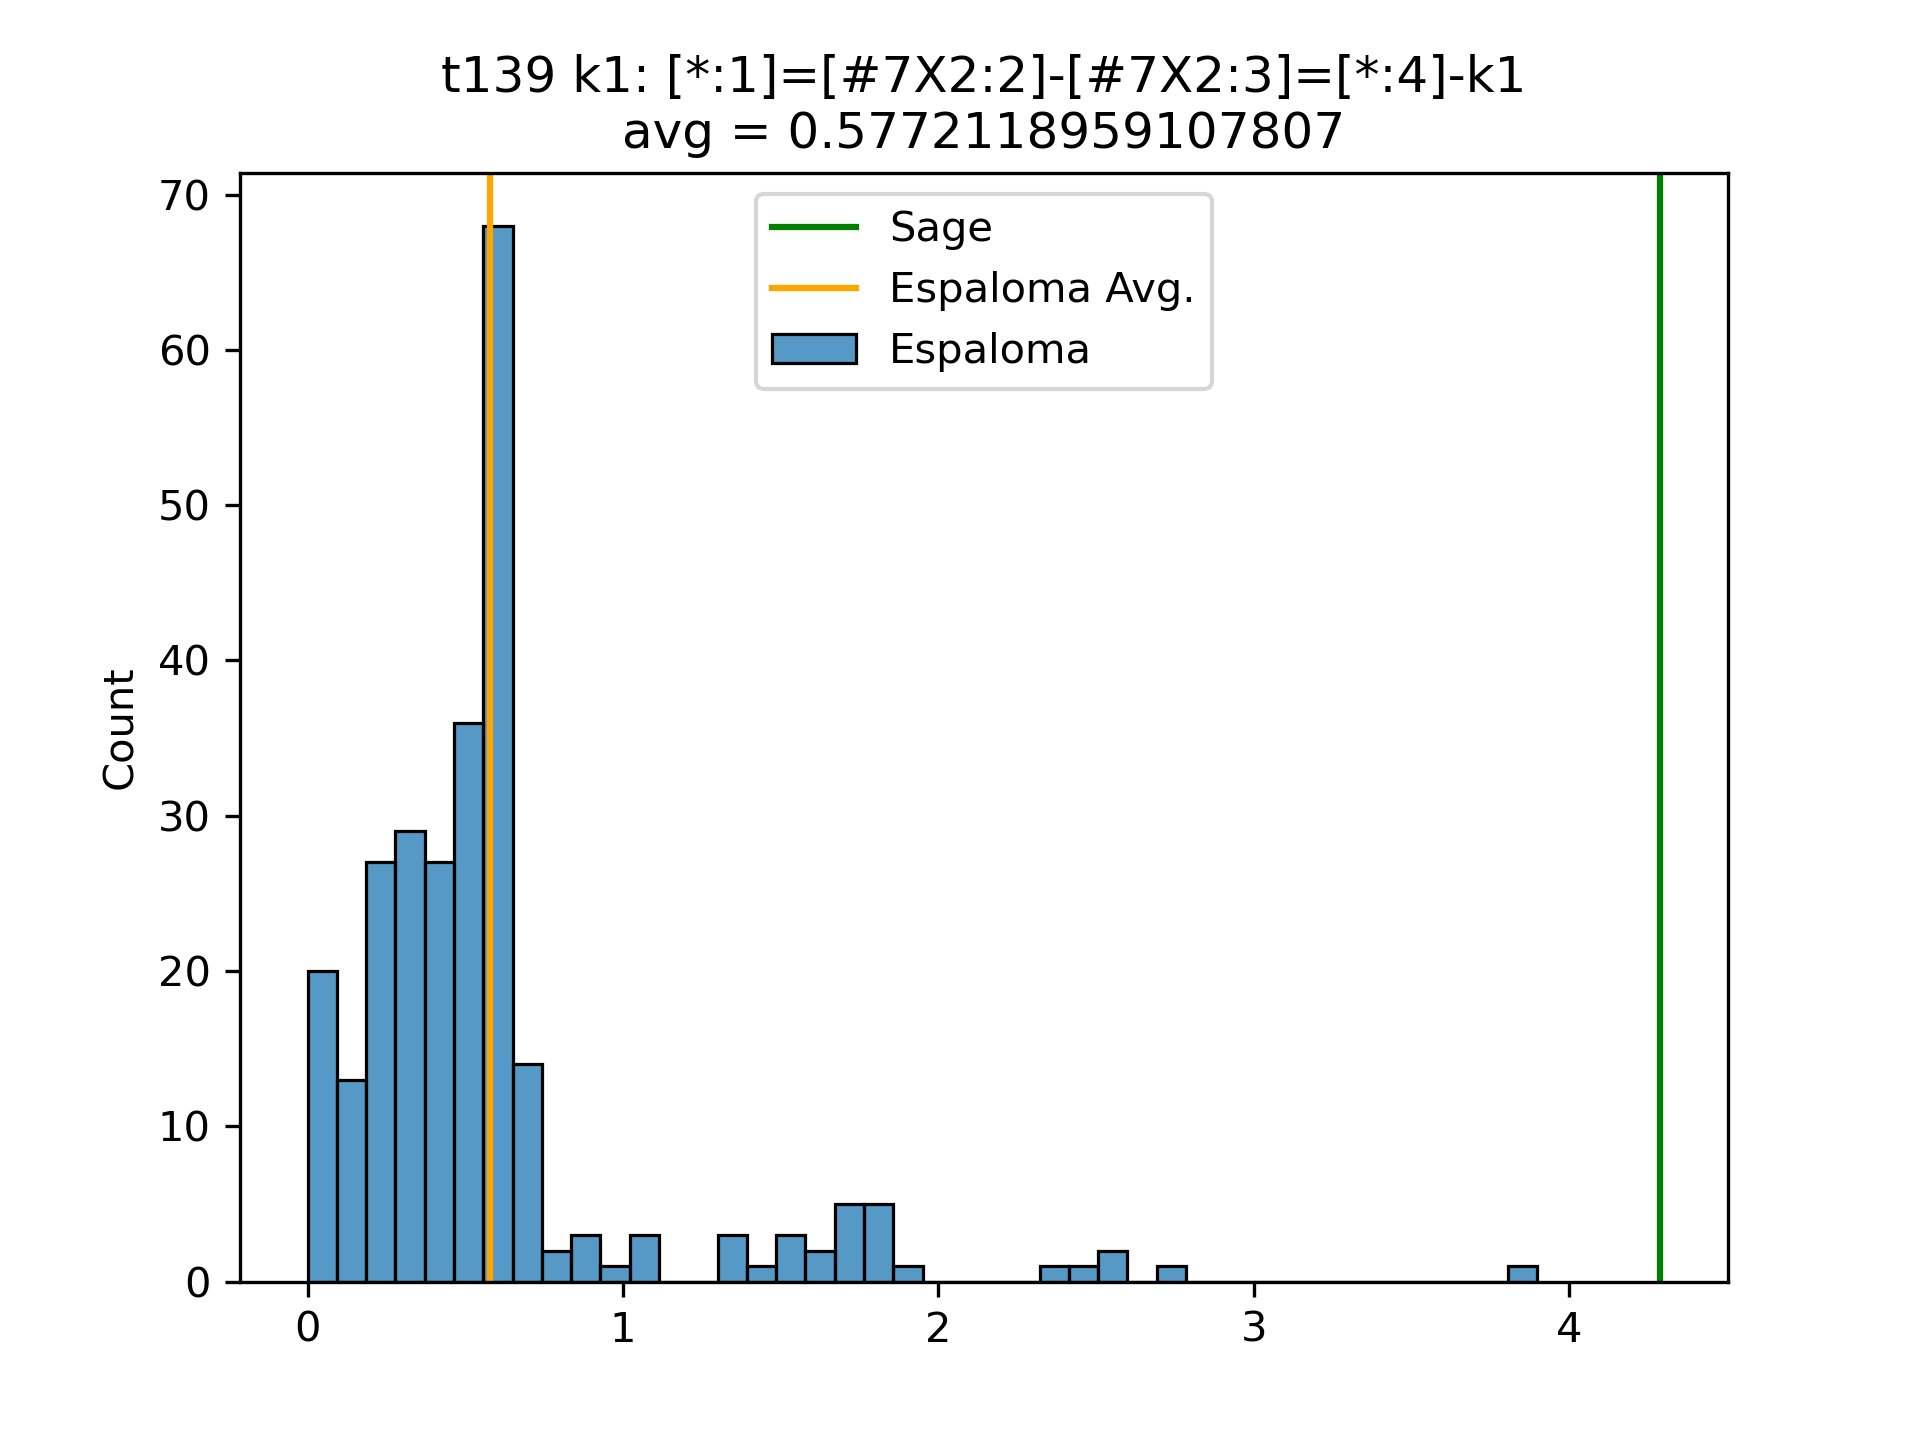 t139 k1: [*:1]=[#7X2:2]-[#7X2:3]=[*:4]-k1
avg = 0.5772118959107807
70
60
50
40
30
20
10
0
Count
Sage
Espaloma Avg.
Espaloma
0
1
2
3
4